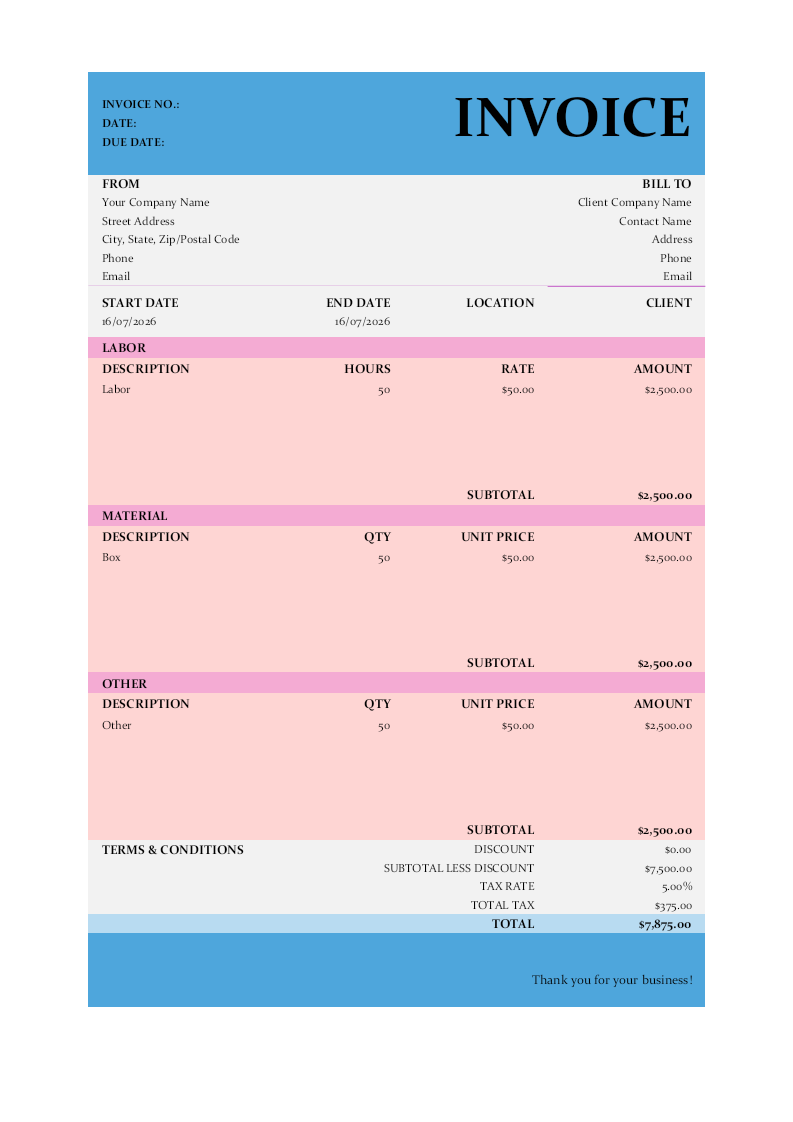 INVOICE NO.:
DATE:
DUE DATE:
INVOICE
FROM BILL TO
Your Company Name Client Company Name
Street Address Contact Name
City, State, Zip/Postal Code Address
Phone Phone
Email Email
START DATE END DATE LOCATION CLIENT
16/07/2026 16/07/2026
LABOR
DESCRIPTION HOURS RATE AMOUNT
Labor 50 $50.00 $2,500.00
SUBTOTAL $2,500.00
MATERIAL
DESCRIPTION QTY UNIT PRICE AMOUNT
Box 50 $50.00 $2,500.00
SUBTOTAL $2,500.00
OTHER
DESCRIPTION QTY UNIT PRICE AMOUNT
Other 50 $50.00 $2,500.00
SUBTOTAL $2,500.00
TERMS & CONDITIONS DISCOUNT $0.00
SUBTOTAL LESS DISCOUNT $7,500.00
TAX RATE 5.00%
TOTAL TAX $375.00
TOTAL $7,875.00
Thank you for your business!